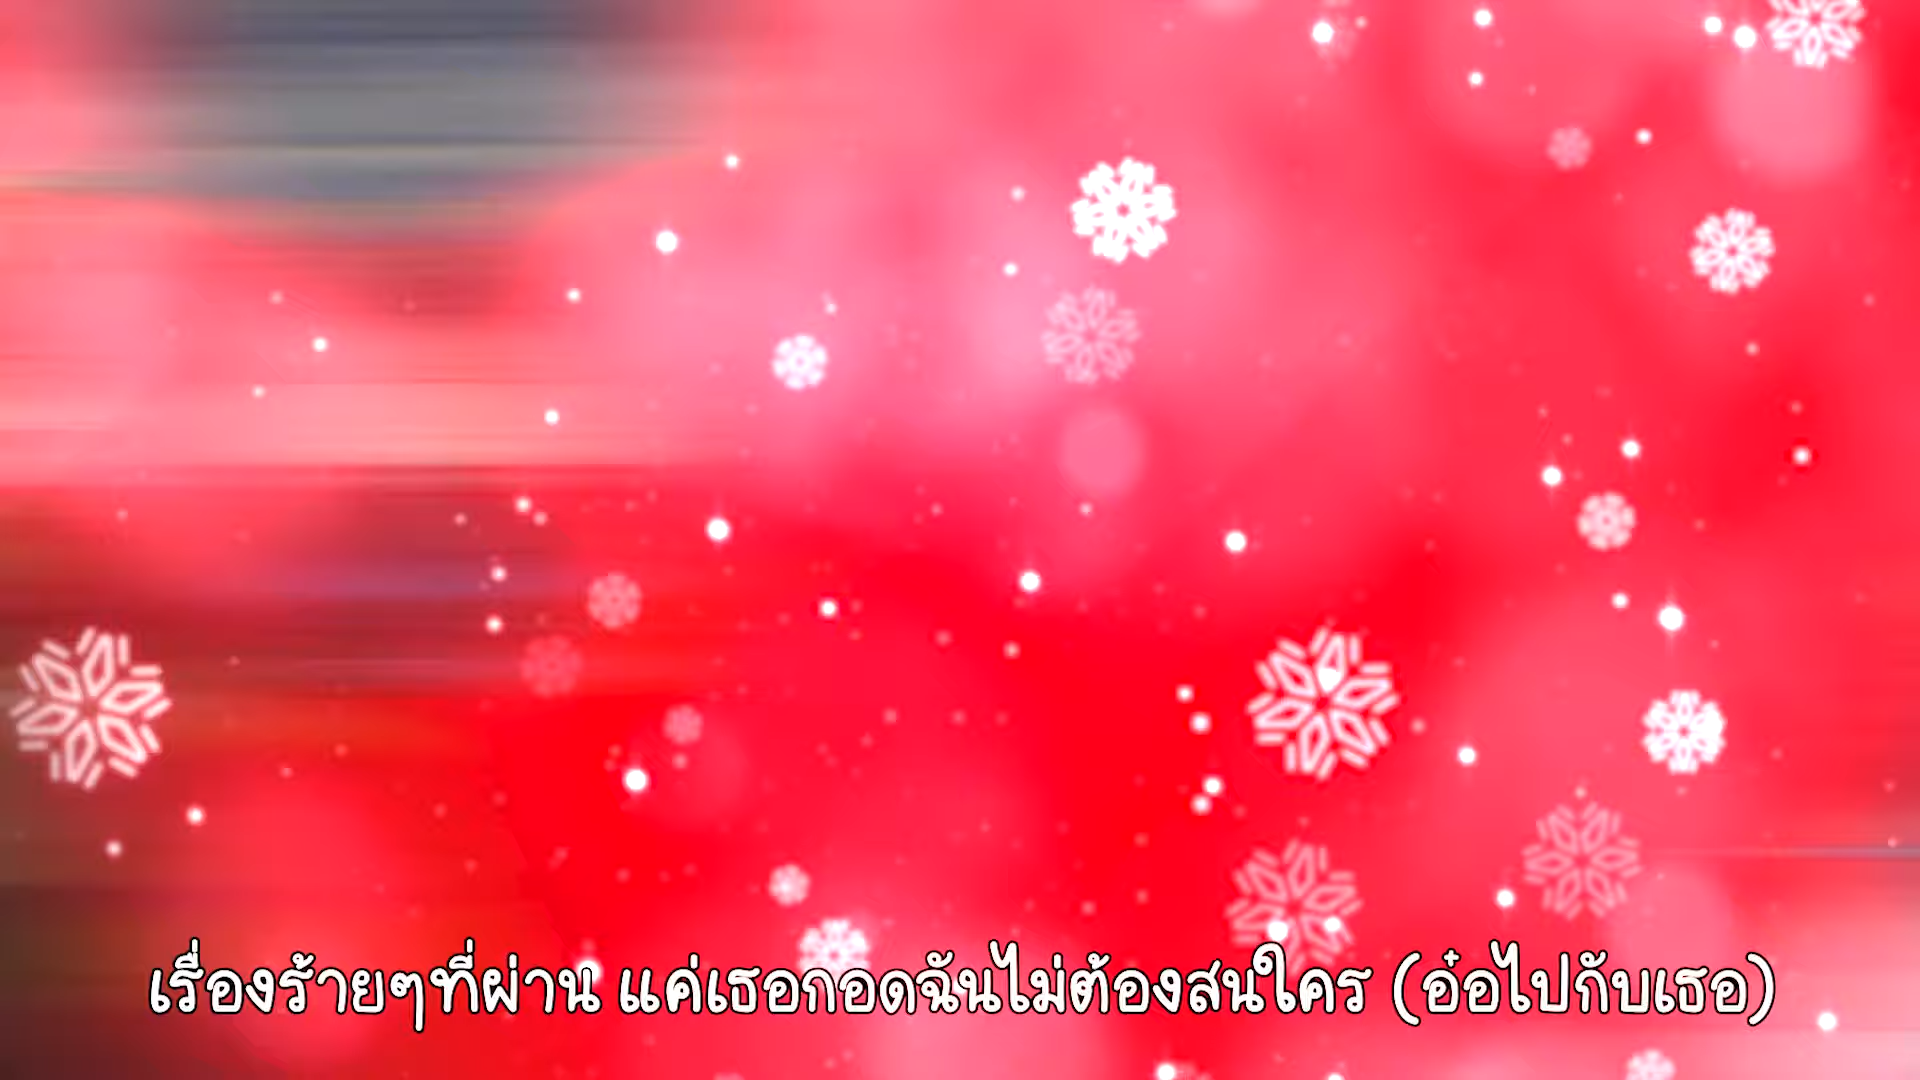 เรื่องร้ายๆที่ผ่าน แค่เธอกอดฉันไม่ต้องสนใคร (อ๋อไปกับเธอ)